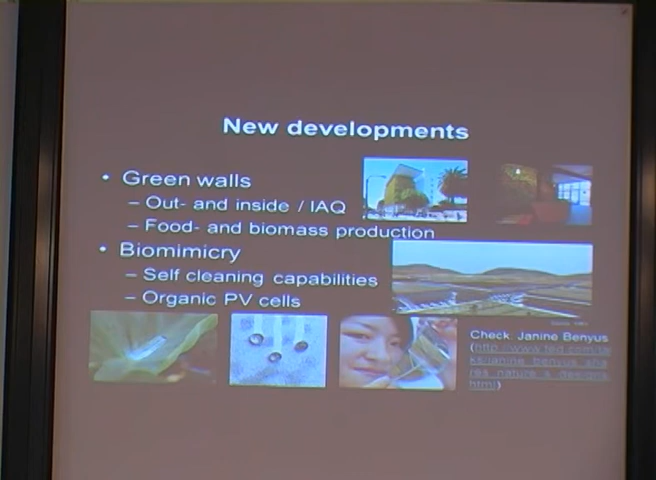 New developments
• Green walls
– Out- and inside / IAQ
– Food- and biomass production
• Biomimicry
– Self cleaning capabilities
– Organic PV cells
Check: Janine Benyus
(http://www.ted.com/ta
ks/janine_benyus_sha
res_nature_s_designs.
html)